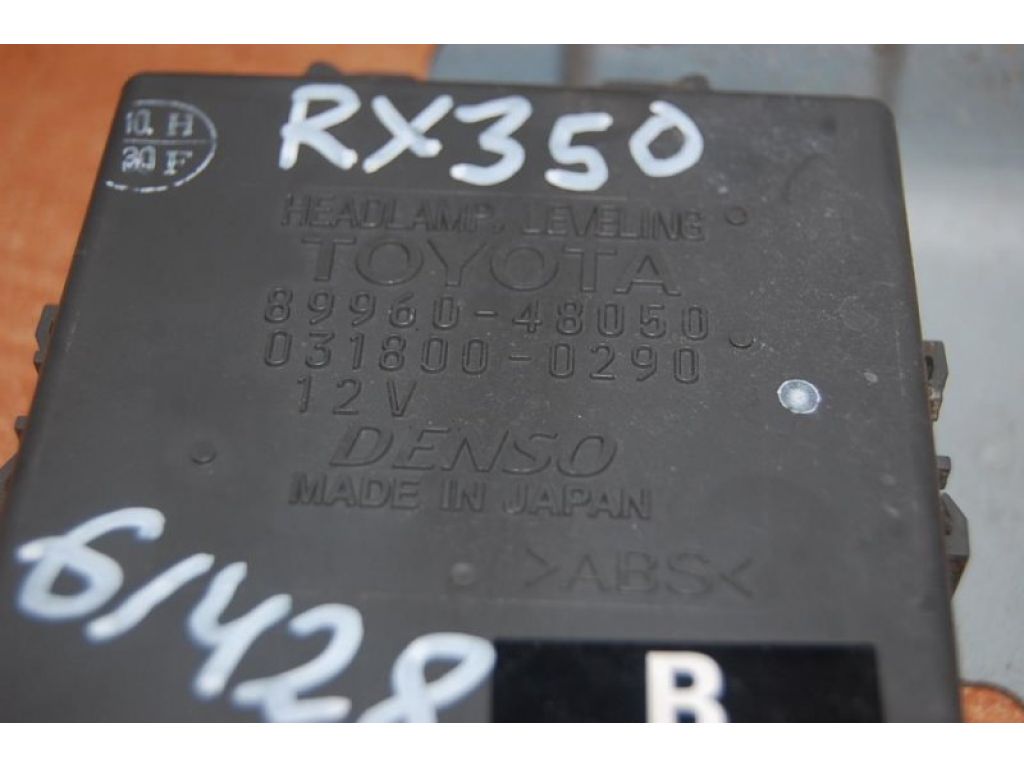 10. H
30 F
RX350
HEADLAMP. LEVELING
TOYOTA
89960-48050
031800-0290
12V
DENSO
MADE IN JAPAN
>ABS<
61428
B